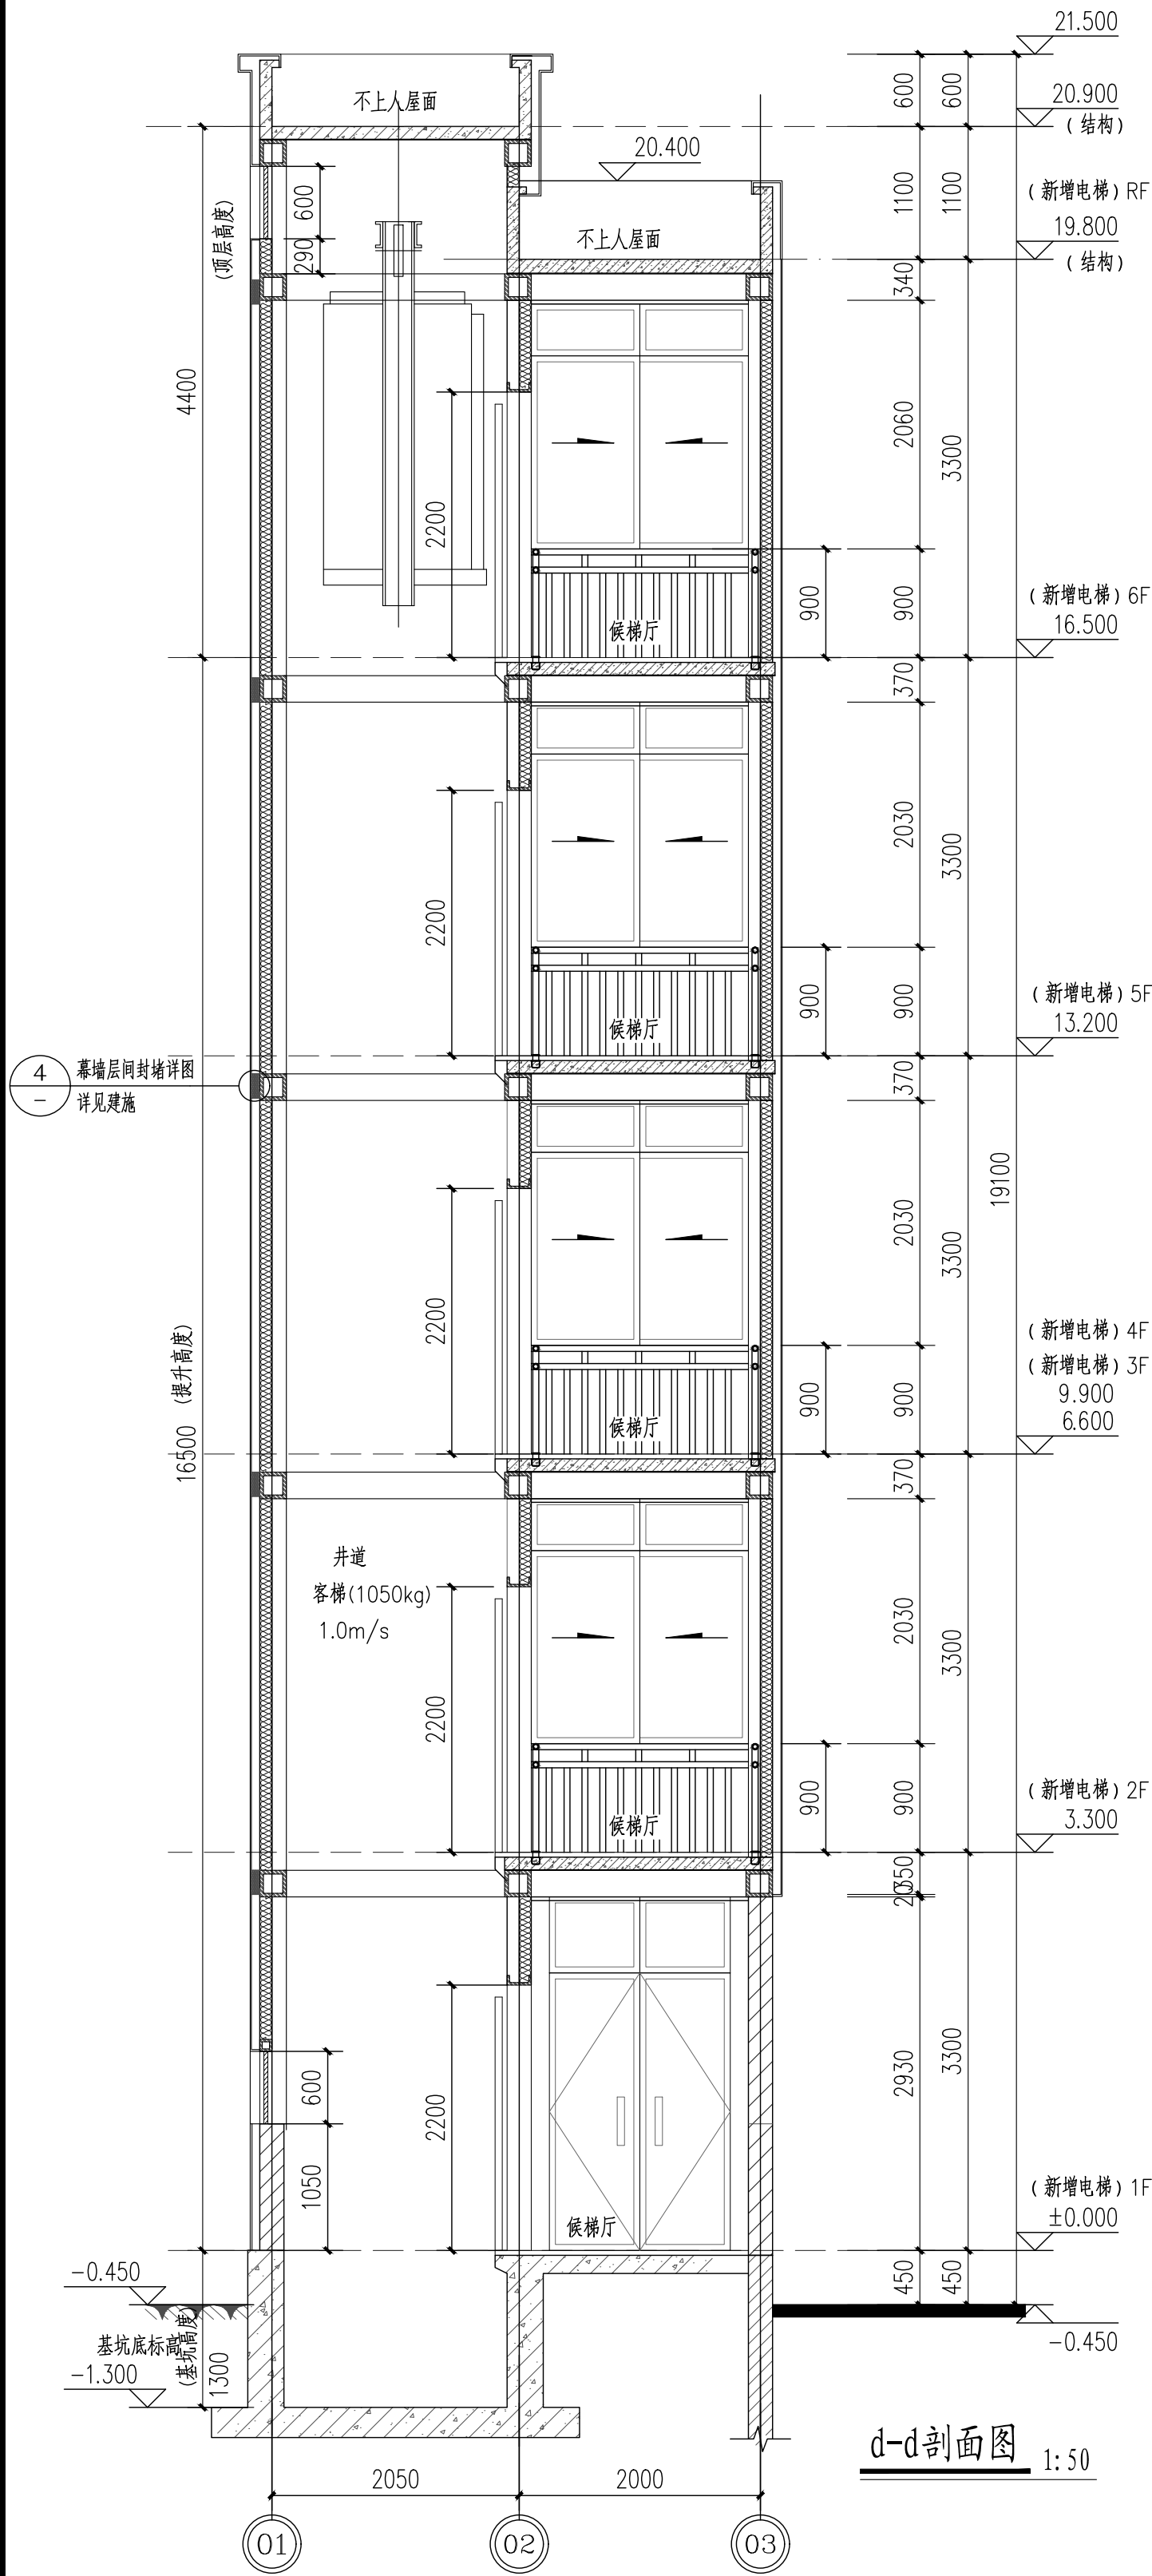 21.500
600
600
20.900
(结构)
不上人屋面
20.400
1100
1100
(新增电梯) RF
19.800
(结构)
(顶层高度)
600
290
不上人屋面
340
4400
2060
3300
2200
900
900
候梯厅
(新增电梯) 6F
16.500
370
2030
3300
2200
900
900
候梯厅
(新增电梯) 5F
13.200
370
4
-
幕墙层间封堵详图
详见建施
19100
2030
3300
2200
900
900
候梯厅
(新增电梯) 4F
(新增电梯) 3F
9.900
6.600
16500 (提升高度)
370
井道
客梯(1050kg)
1.0m/s
2030
3300
2200
900
900
候梯厅
(新增电梯) 2F
3.300
350
20
600
2200
2930
3300
1050
候梯厅
(新增电梯) 1F
±0.000
-0.450
450
450
-0.450
基坑底标高
-1.300
(基坑高度)
1300
d-d剖面图 1:50
2050
2000
01
02
03